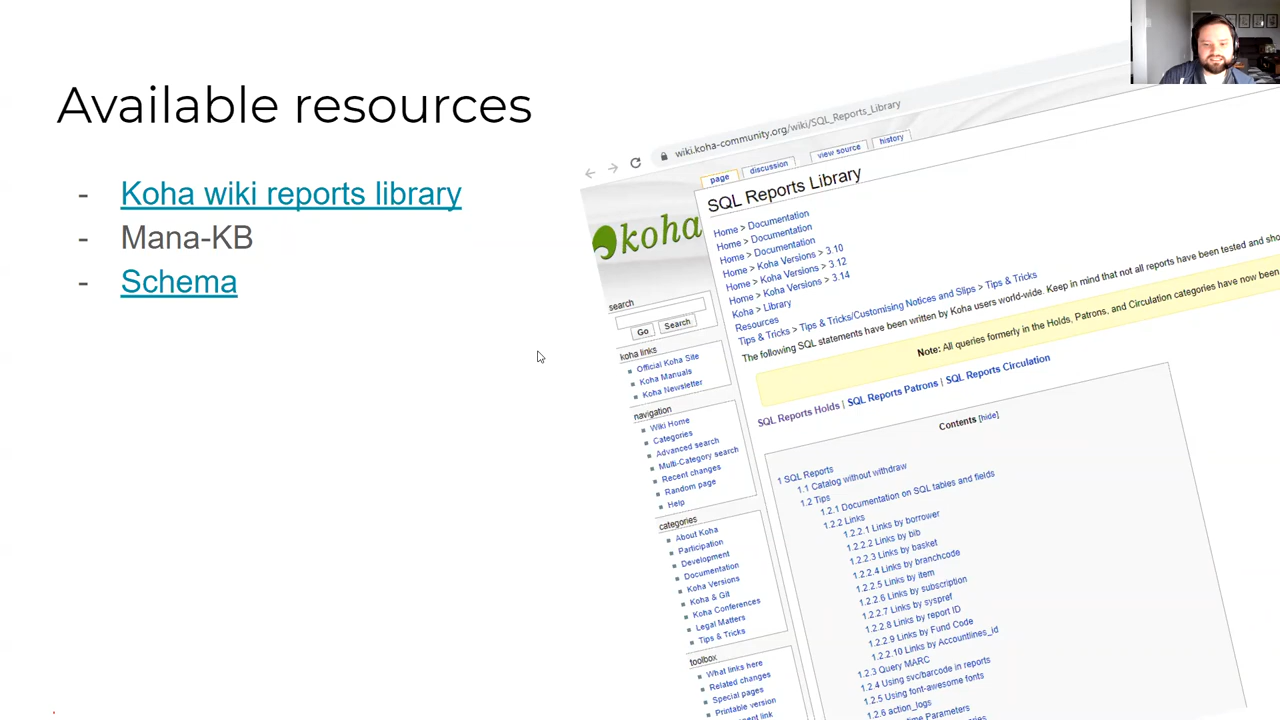 Available resources
- Koha wiki reports library
- Mana-KB
- Schema
wiki.koha-community.org/wiki/SQL_Reports_Library
page
discussion
view source
history
koha
SQL Reports Library
Home > Documentation
Home > Documentation
Home > Documentation
Home > Koha Versions > 3.10
Home > Koha Versions > 3.12
Home > Koha Versions > 3.14
Koha > Library
Resources
Tips & Tricks > Tips & Tricks/Customising Notices and Slips > Tips & Tricks
The following SQL statements have been written by Koha users world-wide. Keep in mind that not all reports have been tested and sho
Note: All queries formerly in the Holds, Patrons, and Circulation categories have now been
SQL Reports Holds | SQL Reports Patrons | SQL Reports Circulation
Contents [hide]
1 SQL Reports
1.1 Catalog without withdraw
1.2 Tips
1.2.1 Documentation on SQL tables and fields
1.2.2 Links
1.2.2.1 Links by borrower
1.2.2.2 Links by bib
1.2.2.3 Links by basket
1.2.2.4 Links by branchcode
1.2.2.5 Links by item
1.2.2.6 Links by subscription
1.2.2.7 Links by syspref
1.2.2.8 Links by report ID
1.2.2.9 Links by Fund Code
1.2.2.10 Links by Accountlines_id
1.2.3 Query MARC
1.2.4 Using svc/barcode in reports
1.2.5 Using font-awesome fonts
1.2.6 action_logs
Parameters
search
Go
Search
koha links
Official Koha Site
Koha Manuals
Koha Newsletter
navigation
Wiki Home
Categories
Advanced search
Multi-Category search
Recent changes
Random page
Help
categories
About Koha
Participation
Development
Documentation
Koha Versions
Koha & Git
Koha Conferences
Legal Matters
Tips & Tricks
toolbox
What links here
Related changes
Special pages
Printable version
link